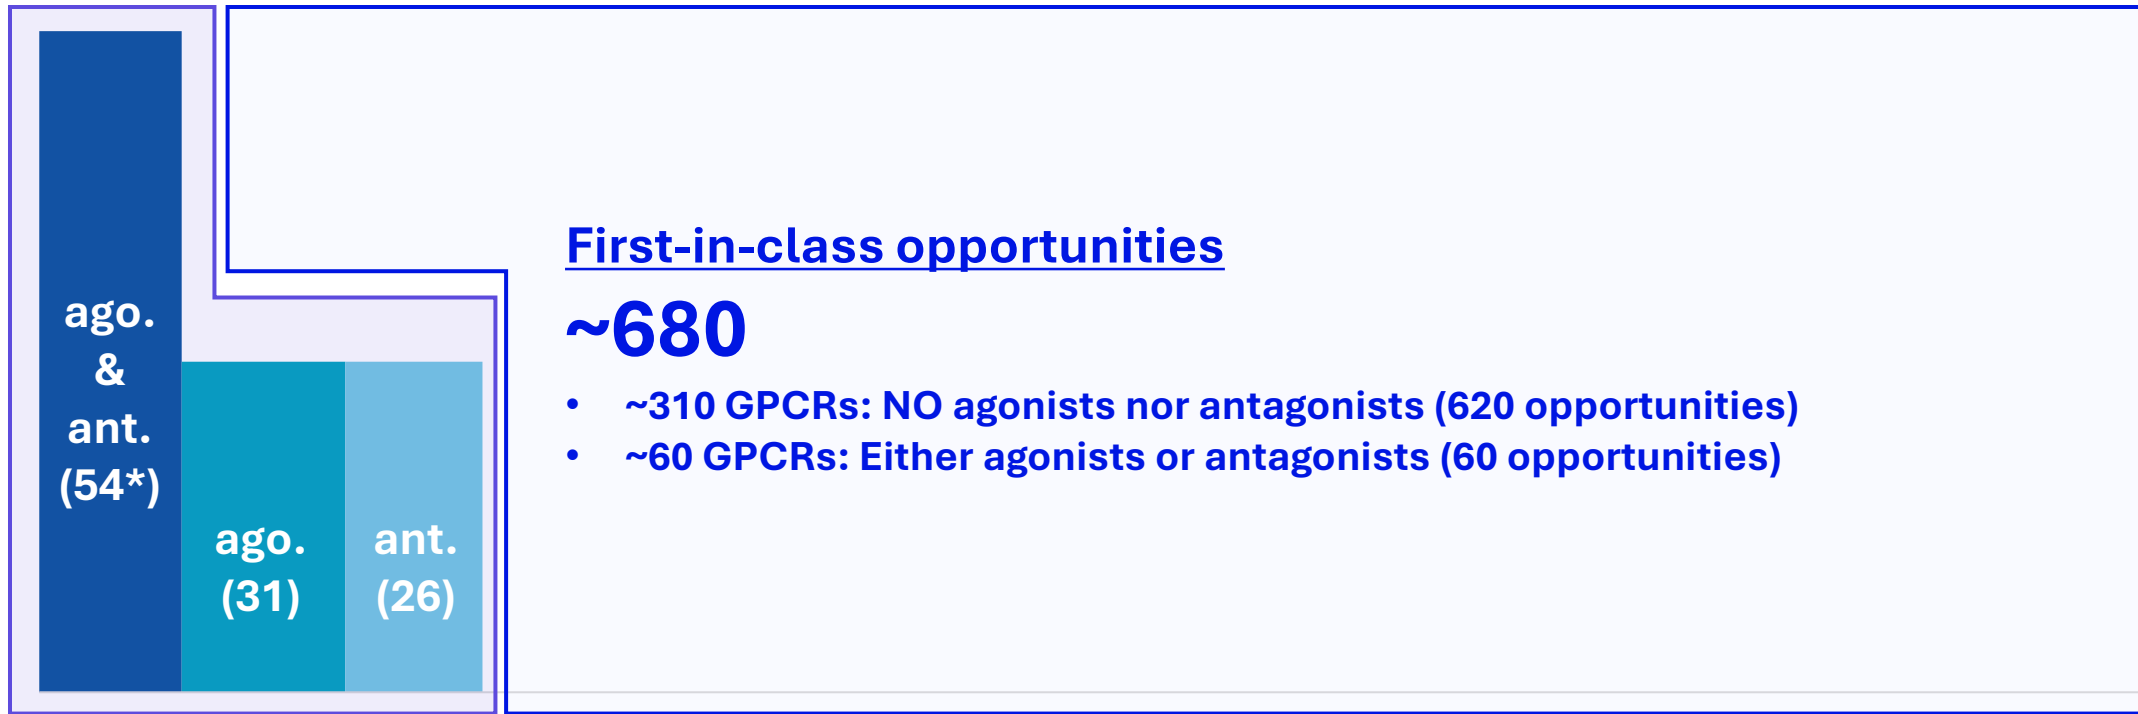 ago.
&
ant.
(54*)
ago.
(31)
ant.
(26)
First-in-class opportunities
~680
• ~310 GPCRs: NO agonists nor antagonists (620 opportunities)
• ~60 GPCRs: Either agonists or antagonists (60 opportunities)